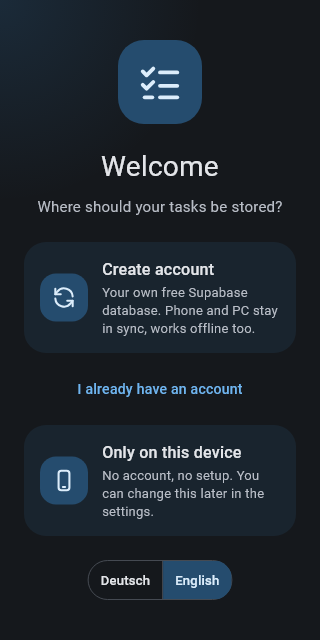 Welcome
Where should your tasks be stored?
Create account
Your own free Supabase
database. Phone and PC stay
in sync, works offline too.
I already have an account
Only on this device
No account, no setup. You
can change this later in the
settings.
Deutsch English